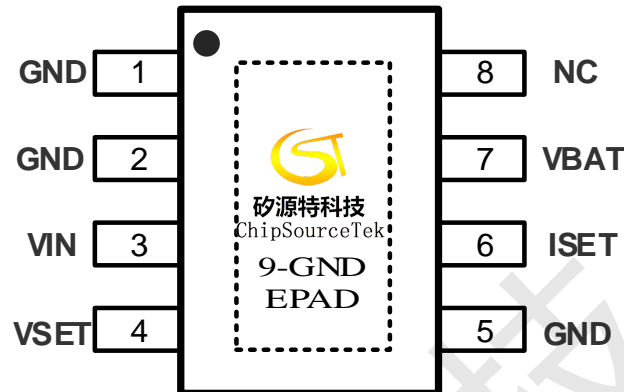 GND 1 8 NC
GND 2 7 VBAT
矽源特科技
ChipSourceTek
VIN 3 6 ISET
9-GND
EPAD
VSET 4 5 GND